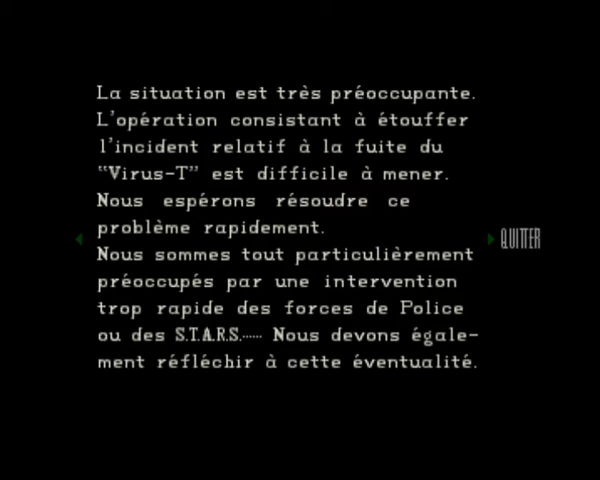 La situation est très préoccupante.
L'opération consistant à étouffer
l'incident relatif à la fuite du
"Virus-T" est difficile à mener.
Nous espérons résoudre ce
problème rapidement.
Nous sommes tout particulièrement
préoccupés par une intervention
trop rapide des forces de Police
ou des S.T.A.R.S...... Nous devons égale-
ment réfléchir à cette éventualité.
QUITTER